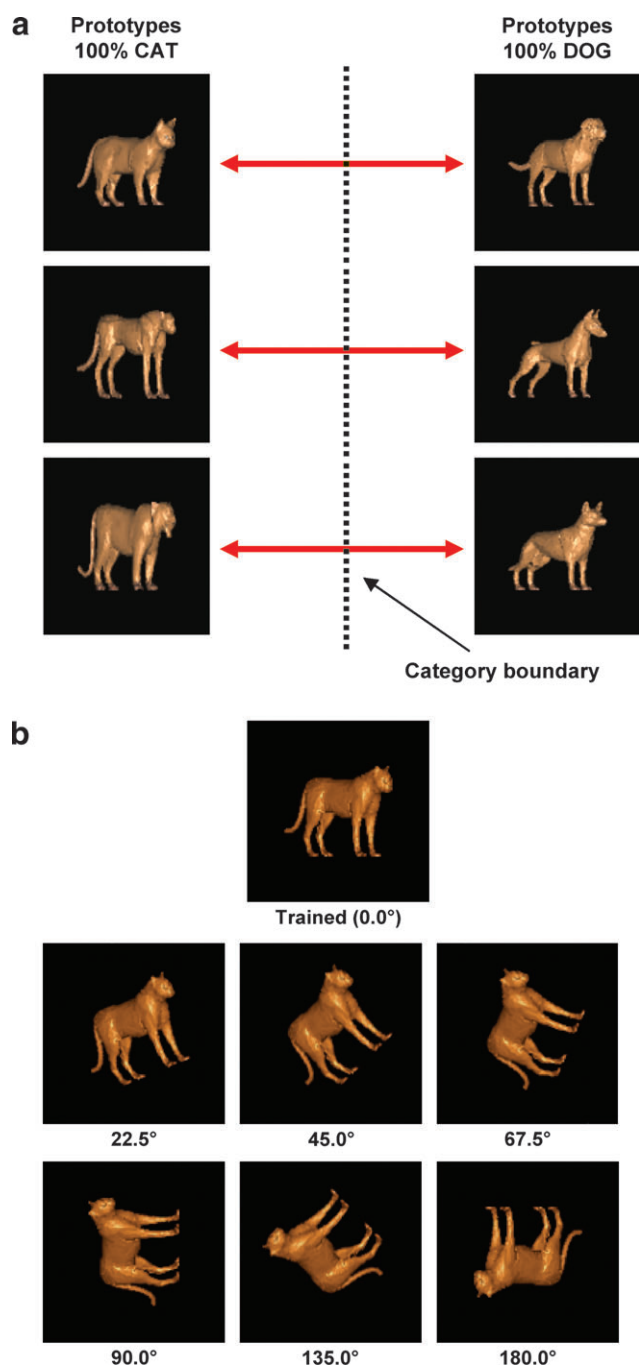 a
Prototypes
100% CAT
Prototypes
100% DOG
Category boundary
b
Trained (0.0°)
22.5°
45.0°
67.5°
90.0°
135.0°
180.0°